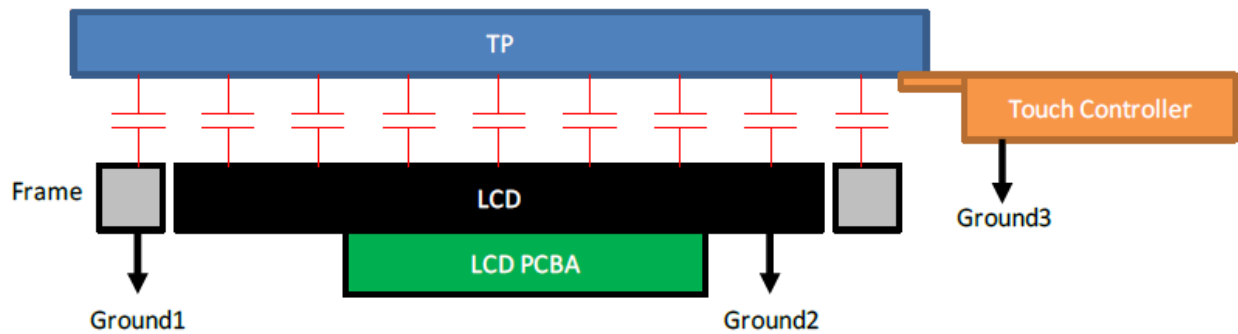 TP
Touch Controller
Frame
LCD
Ground3
LCD PCBA
Ground1
Ground2